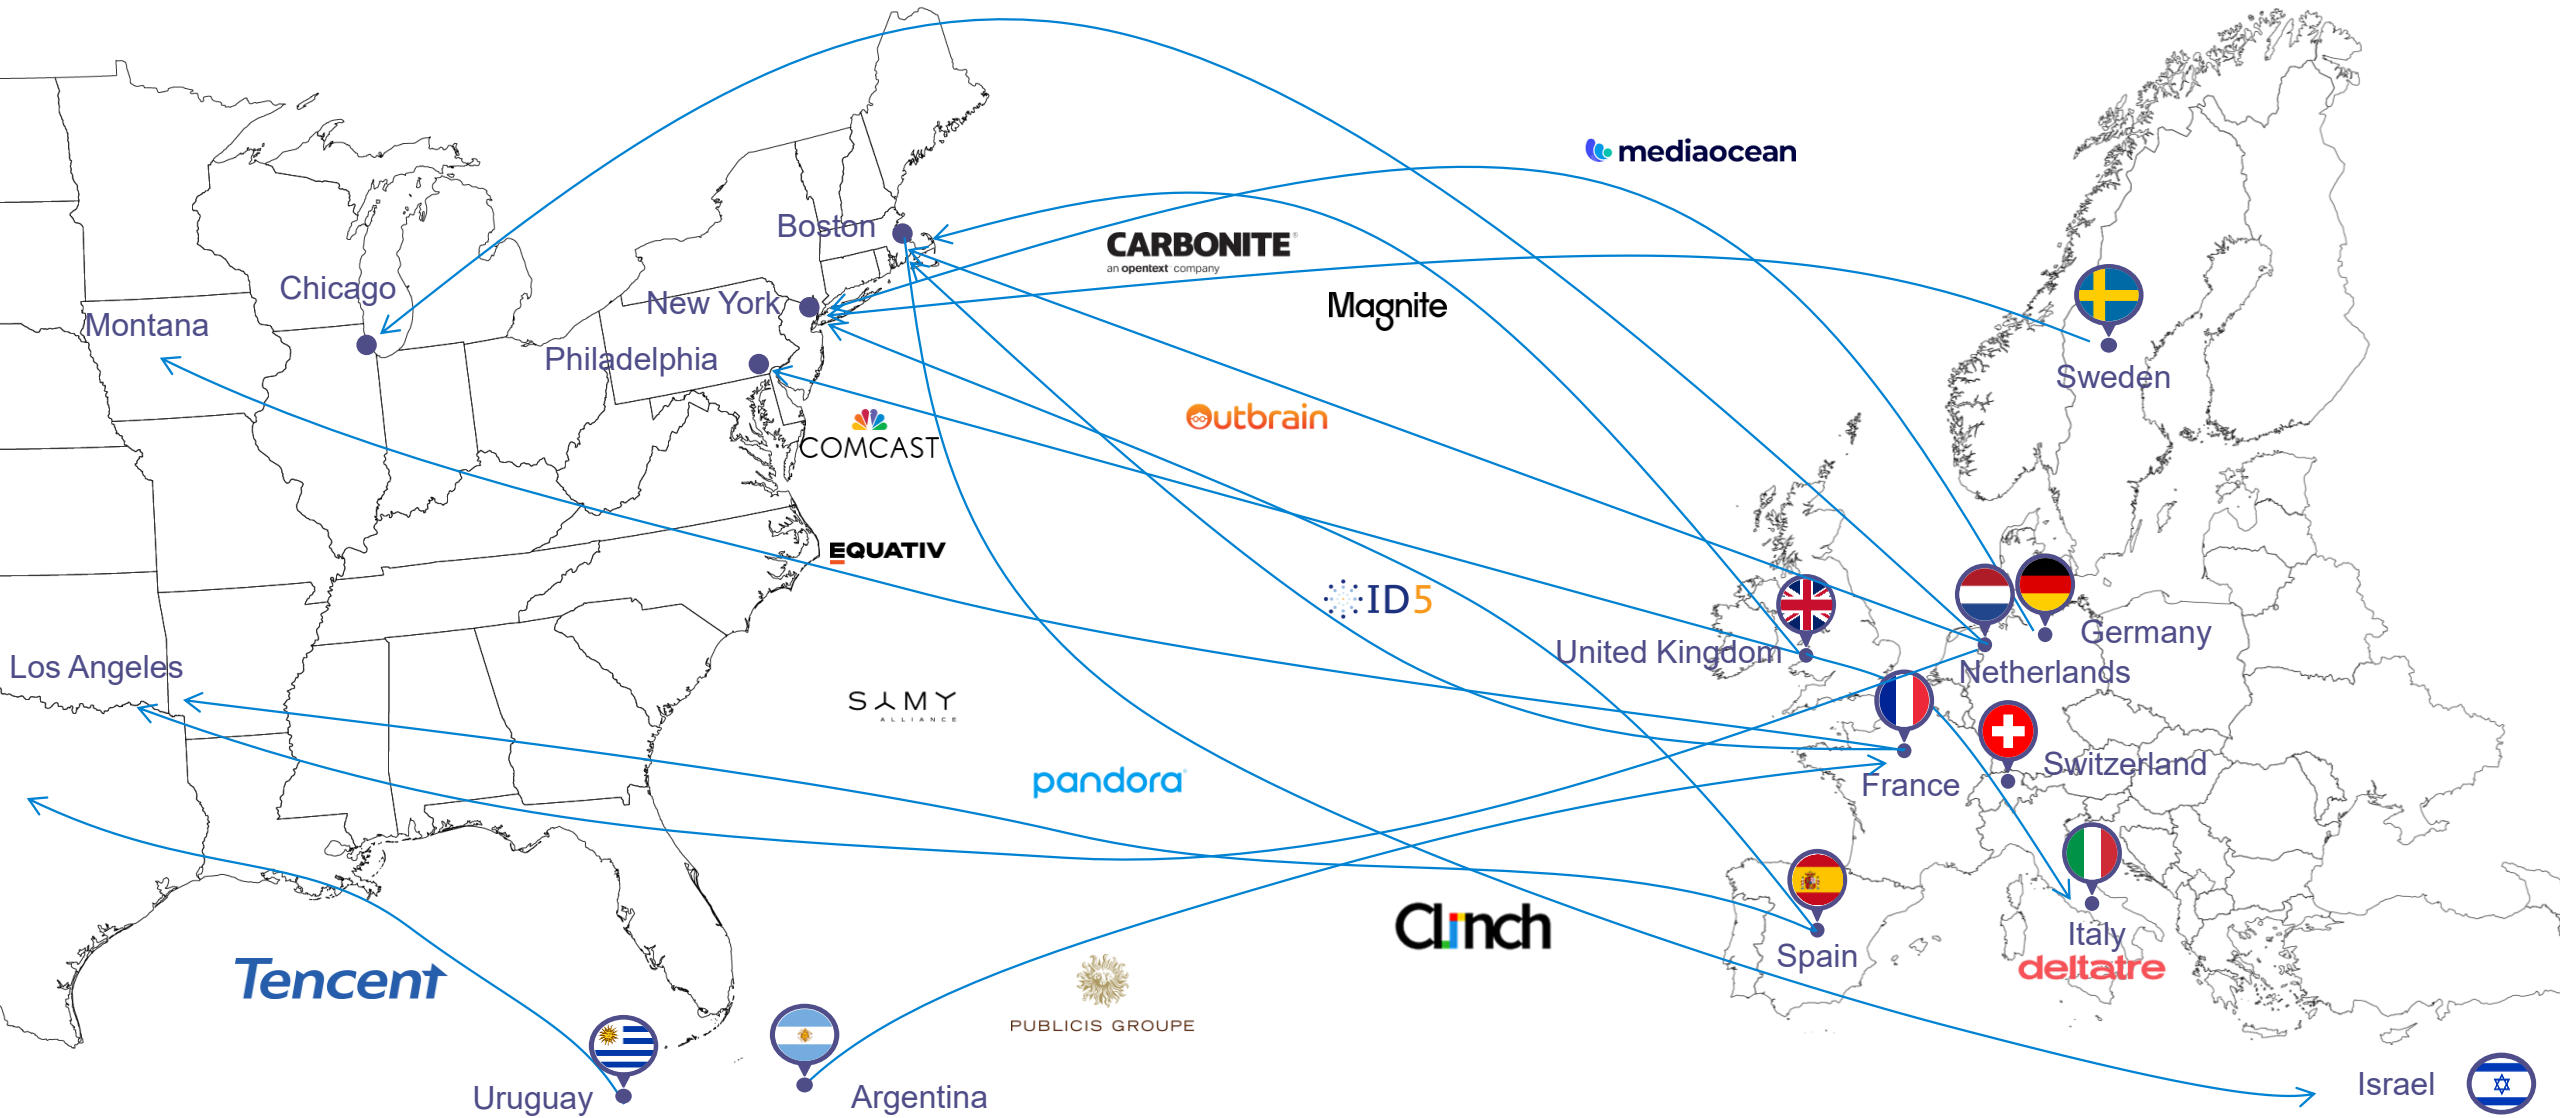 mediaocean
Boston
CARBONITE®
an opentext company
Chicago
New York
Magnite
Montana
Philadelphia
Sweden
Outbrain
COMCAST
EQUATIV
ID5
Germany
United Kingdom
Netherlands
Los Angeles
SAMY
ALLIANCE
Switzerland
pandora
France
Clinch
Italy
Spain
deltatre
Tencent
PUBLICIS GROUPE
Israel
Uruguay
Argentina